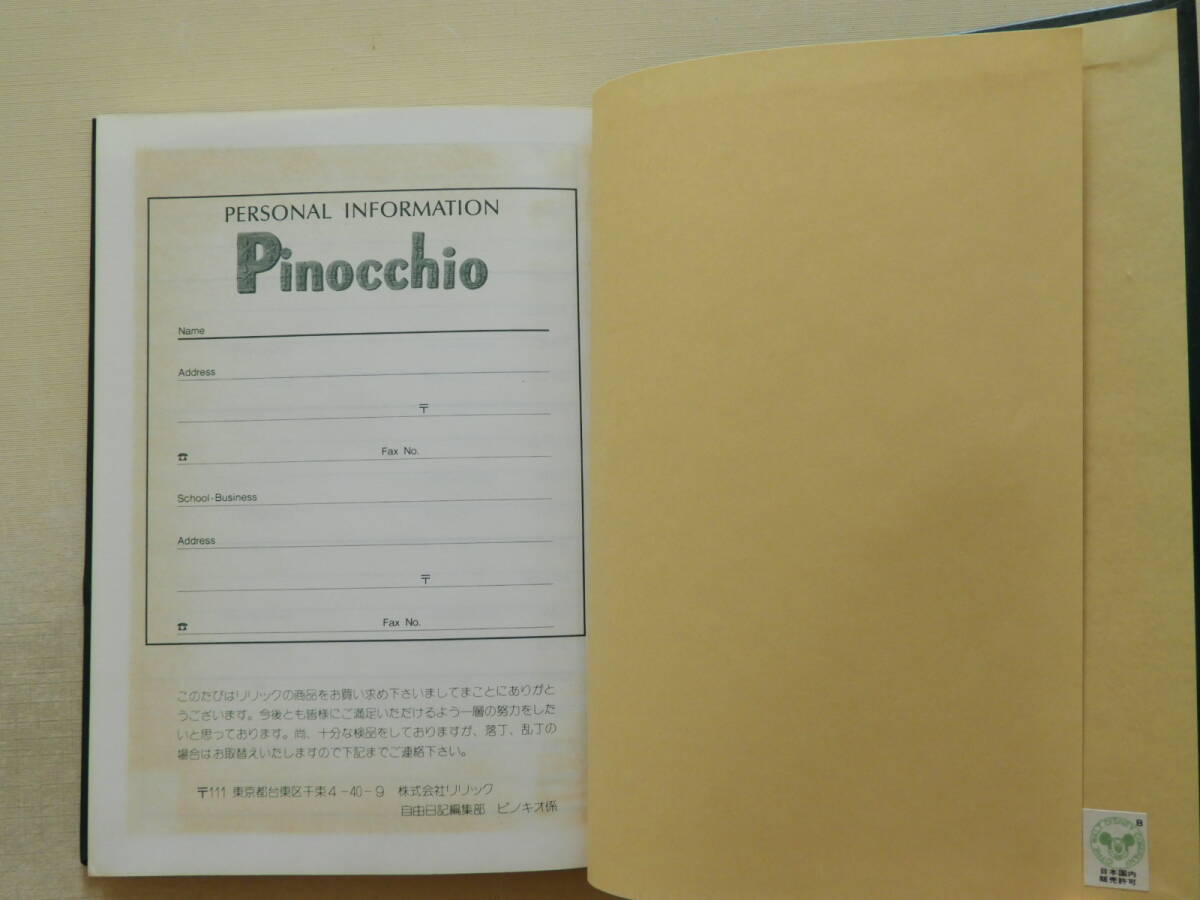 PERSONAL INFORMATION
Pinocchio
Name
Address
〒
☎ Fax No.
School-Business
Address
〒
☎ Fax No.
このたびはリリックの商品をお買い求め下さいましてまことにありがと
うございます。今後とも皆様にご満足いただけるよう一層の努力をした
いと思っております。尚、十分な検品をしておりますが、落丁、乱丁の
場合はお取替えいたしますので下記までご連絡下さい。
〒111 東京都台東区千束4-40-9 株式会社リリック
自由日記編集部 ピノキオ係
B
©THE WALT DISNEY COMPANY
日本国内
販売許可